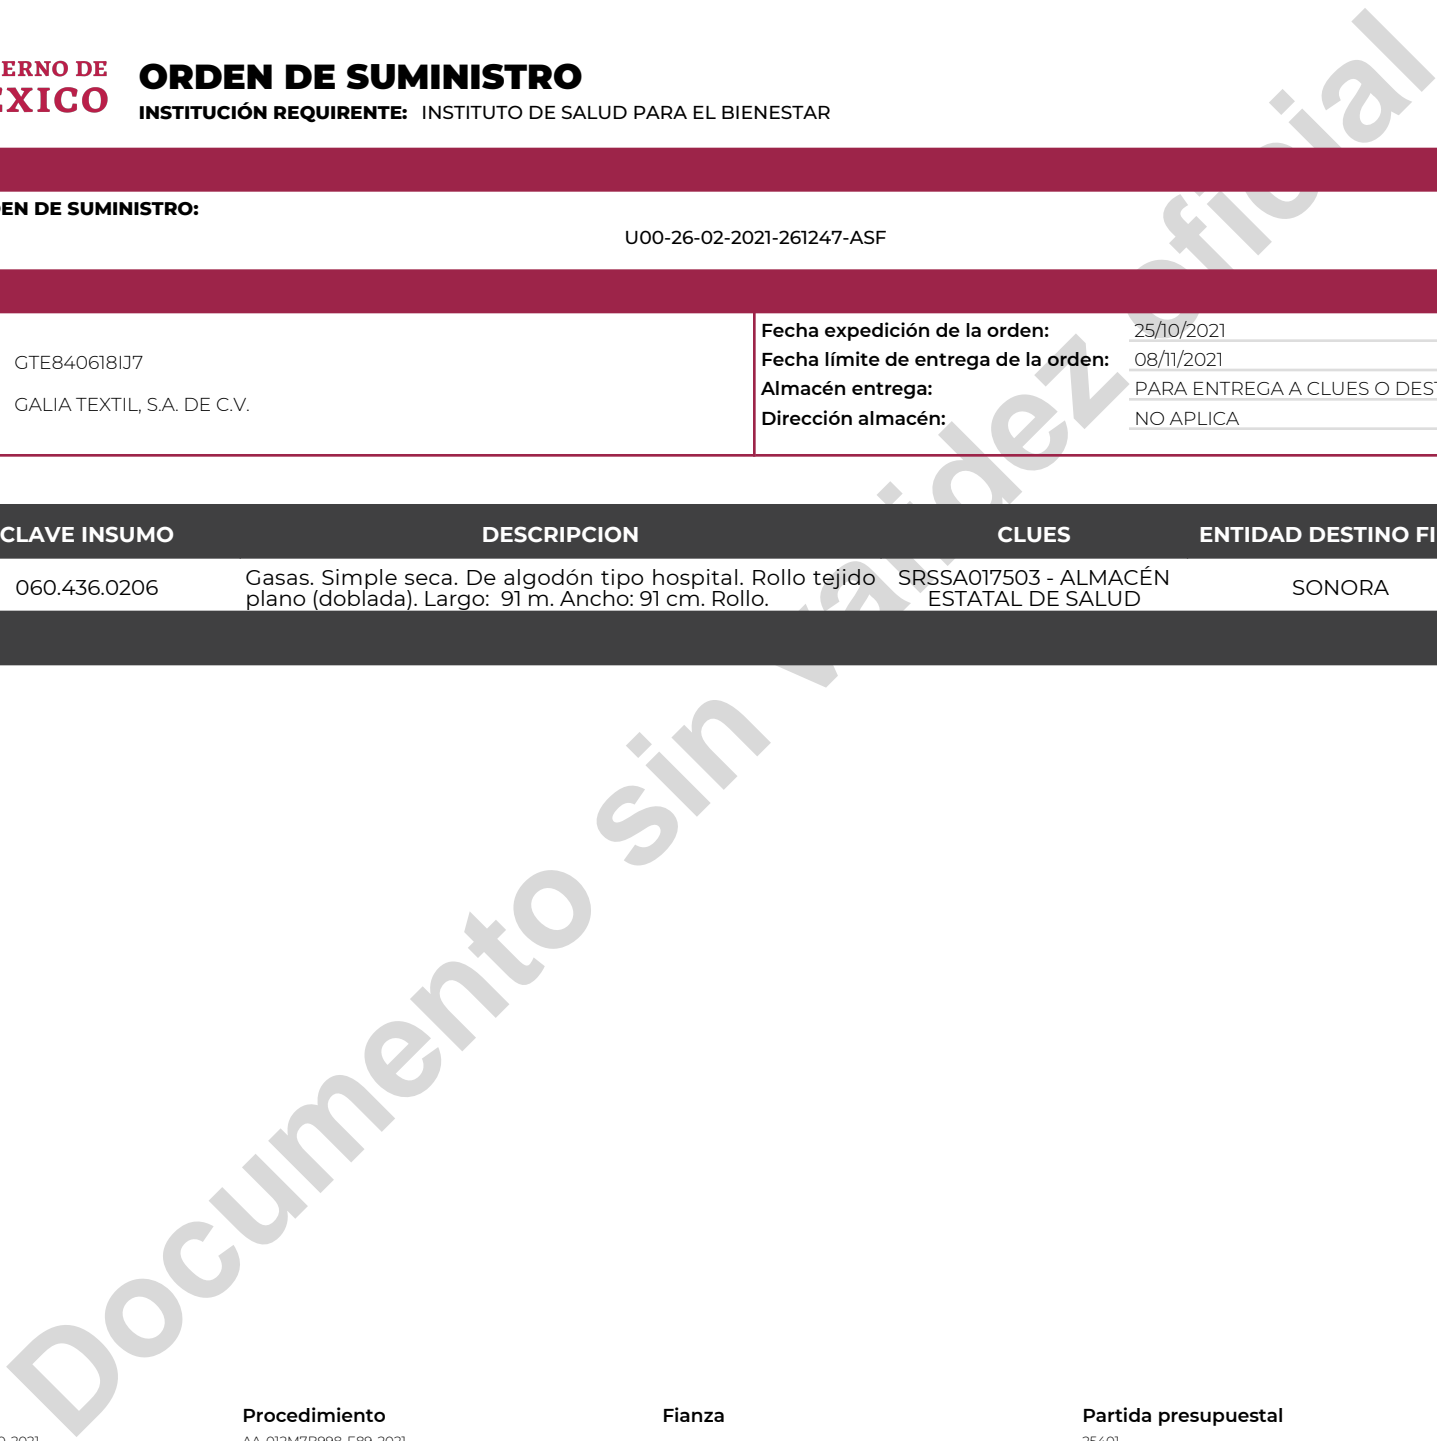 ERNO DE
EXICO
ORDEN DE SUMINISTRO
INSTITUCIÓN REQUIRENTE: INSTITUTO DE SALUD PARA EL BIENESTAR
EN DE SUMINISTRO:
U00-26-02-2021-261247-ASF
GTE840618IJ7
GALIA TEXTIL, S.A. DE C.V.
Fecha expedición de la orden: 25/10/2021
Fecha límite de entrega de la orden: 08/11/2021
Almacén entrega: PARA ENTREGA A CLUES O DEST
Dirección almacén: NO APLICA
CLAVE INSUMO DESCRIPCION CLUES ENTIDAD DESTINO FI
060.436.0206 Gasas. Simple seca. De algodón tipo hospital. Rollo tejido SRSSA017503 - ALMACÉN SONORA
plano (doblada). Largo: 91 m. Ancho: 91 cm. Rollo. ESTATAL DE SALUD
Documento sin validez oficial
Procedimiento Fianza Partida presupuestal